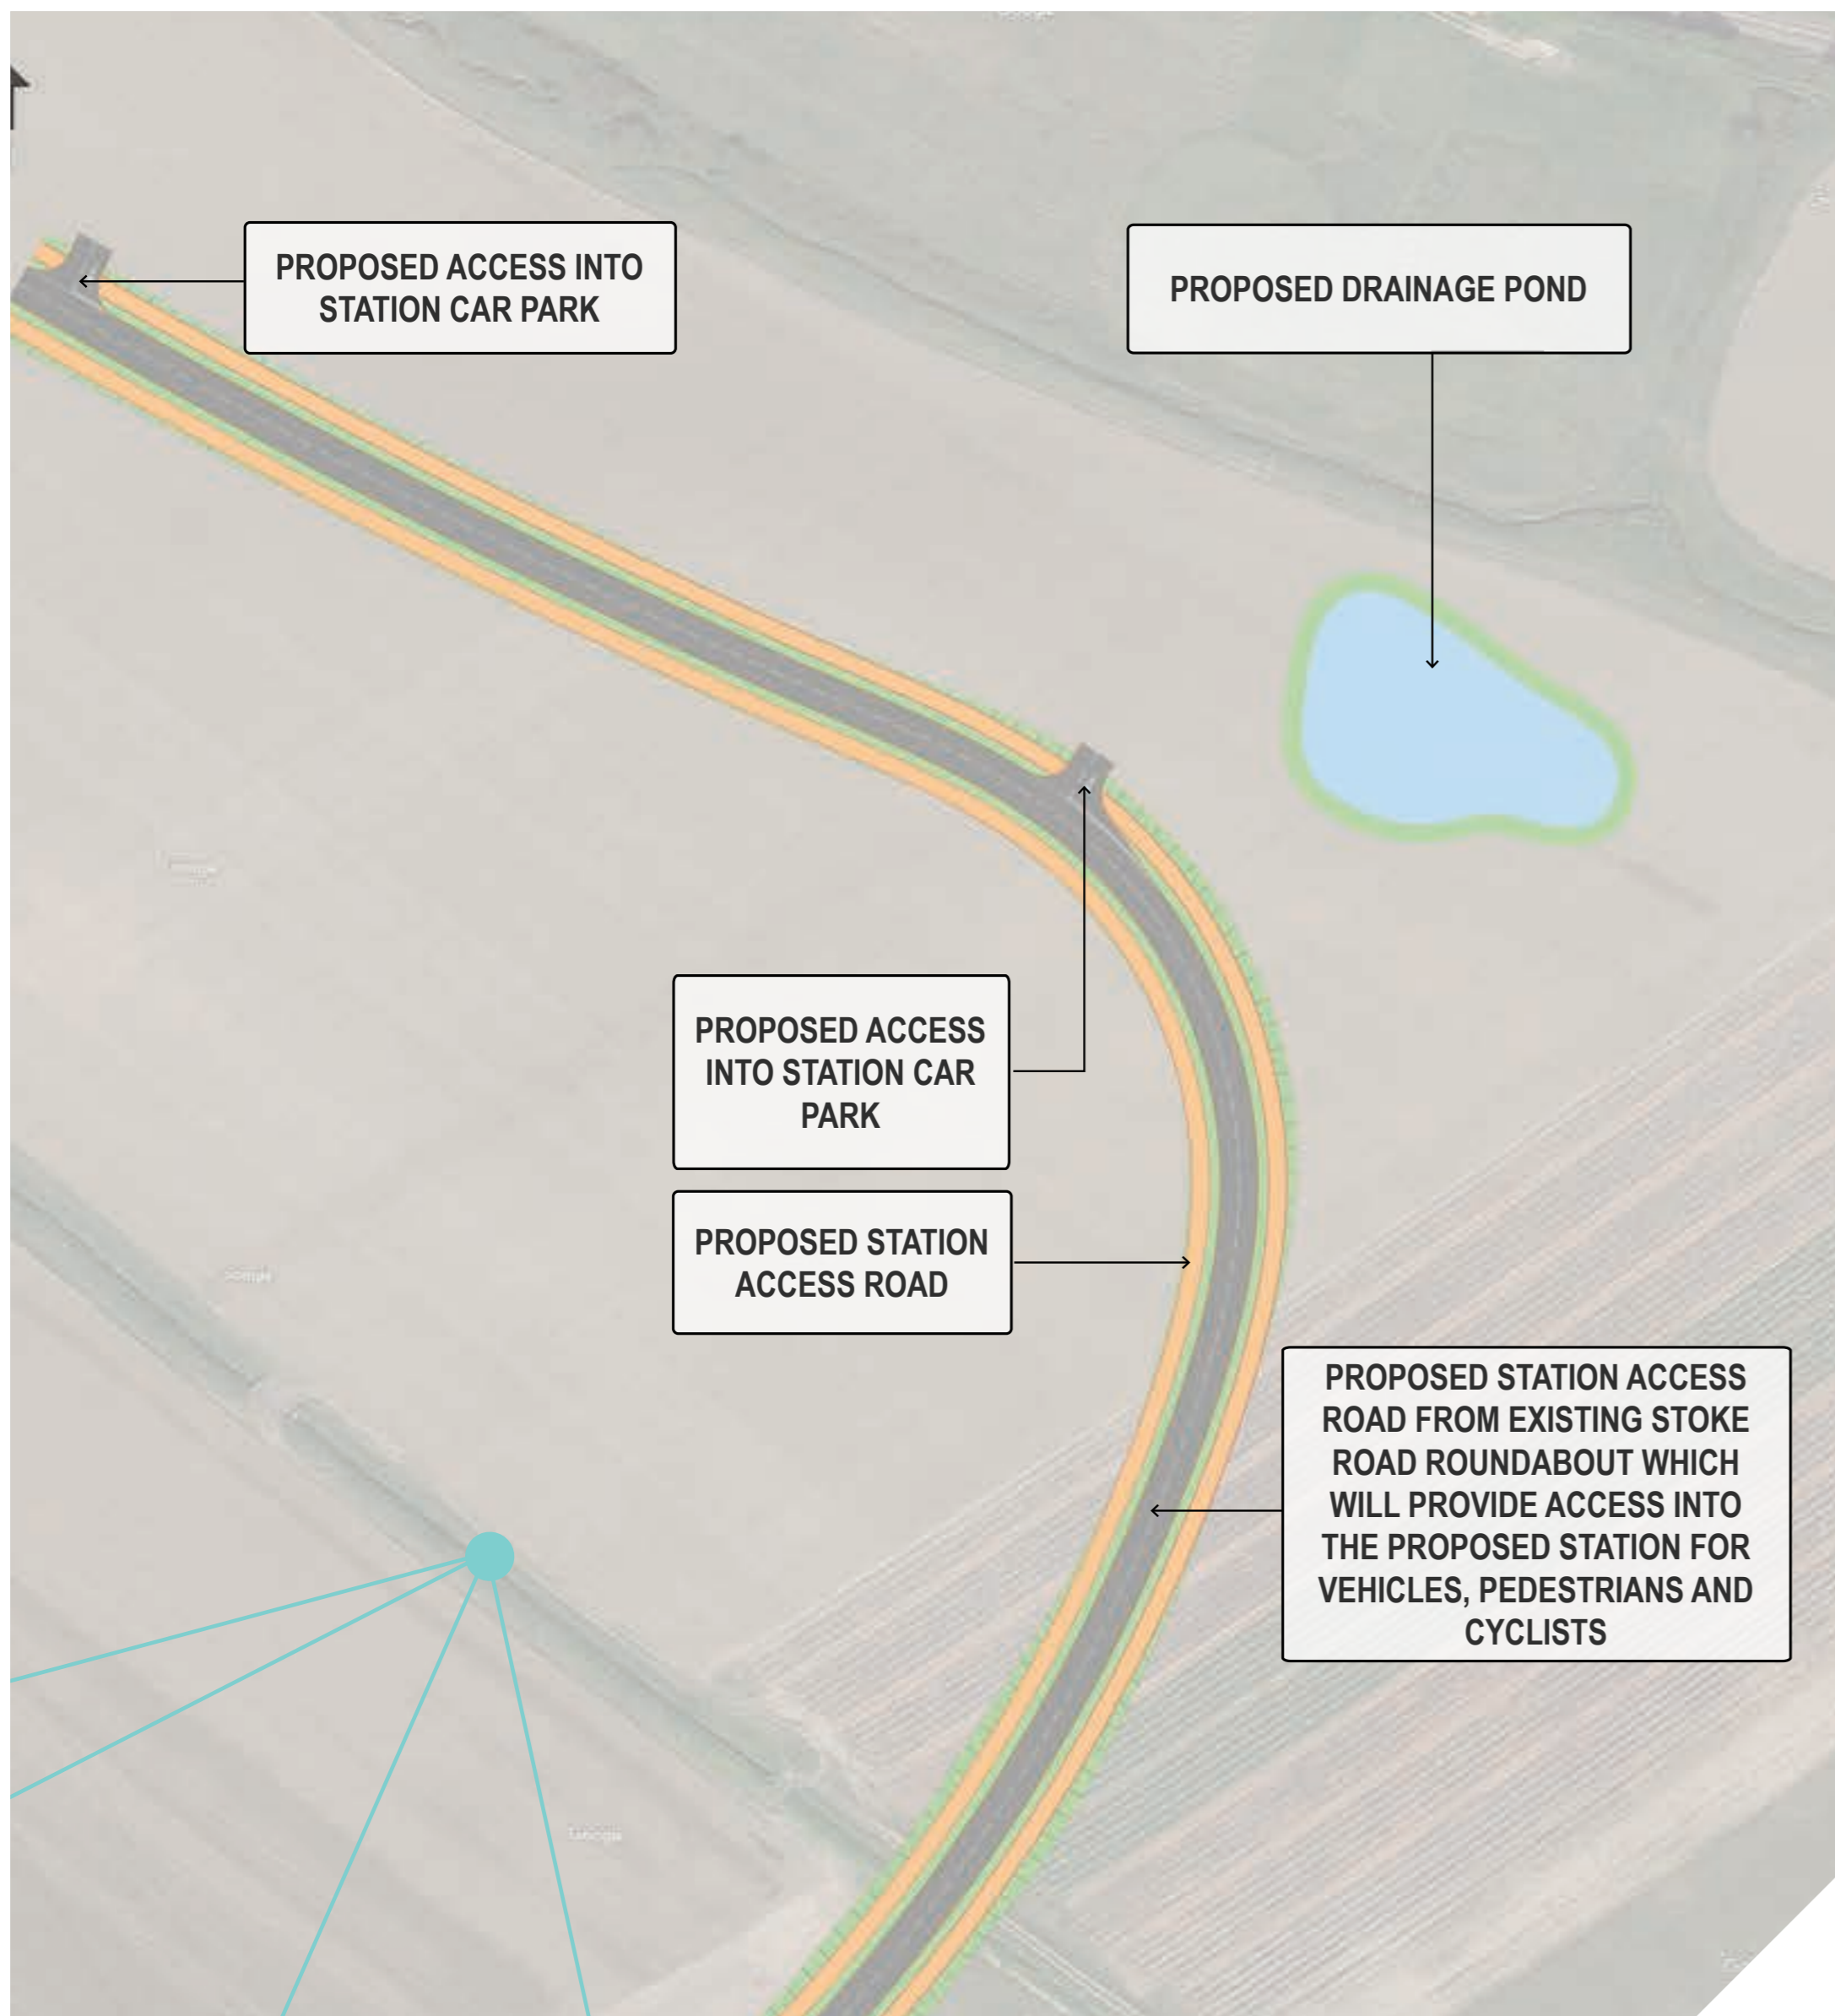 PROPOSED ACCESS INTO
STATION CAR PARK
PROPOSED DRAINAGE POND
PROPOSED ACCESS
INTO STATION CAR
PARK
PROPOSED STATION
ACCESS ROAD
PROPOSED STATION ACCESS
ROAD FROM EXISTING STOKE
ROAD ROUNDABOUT WHICH
WILL PROVIDE ACCESS INTO
THE PROPOSED STATION FOR
VEHICLES, PEDESTRIANS AND
CYCLISTS